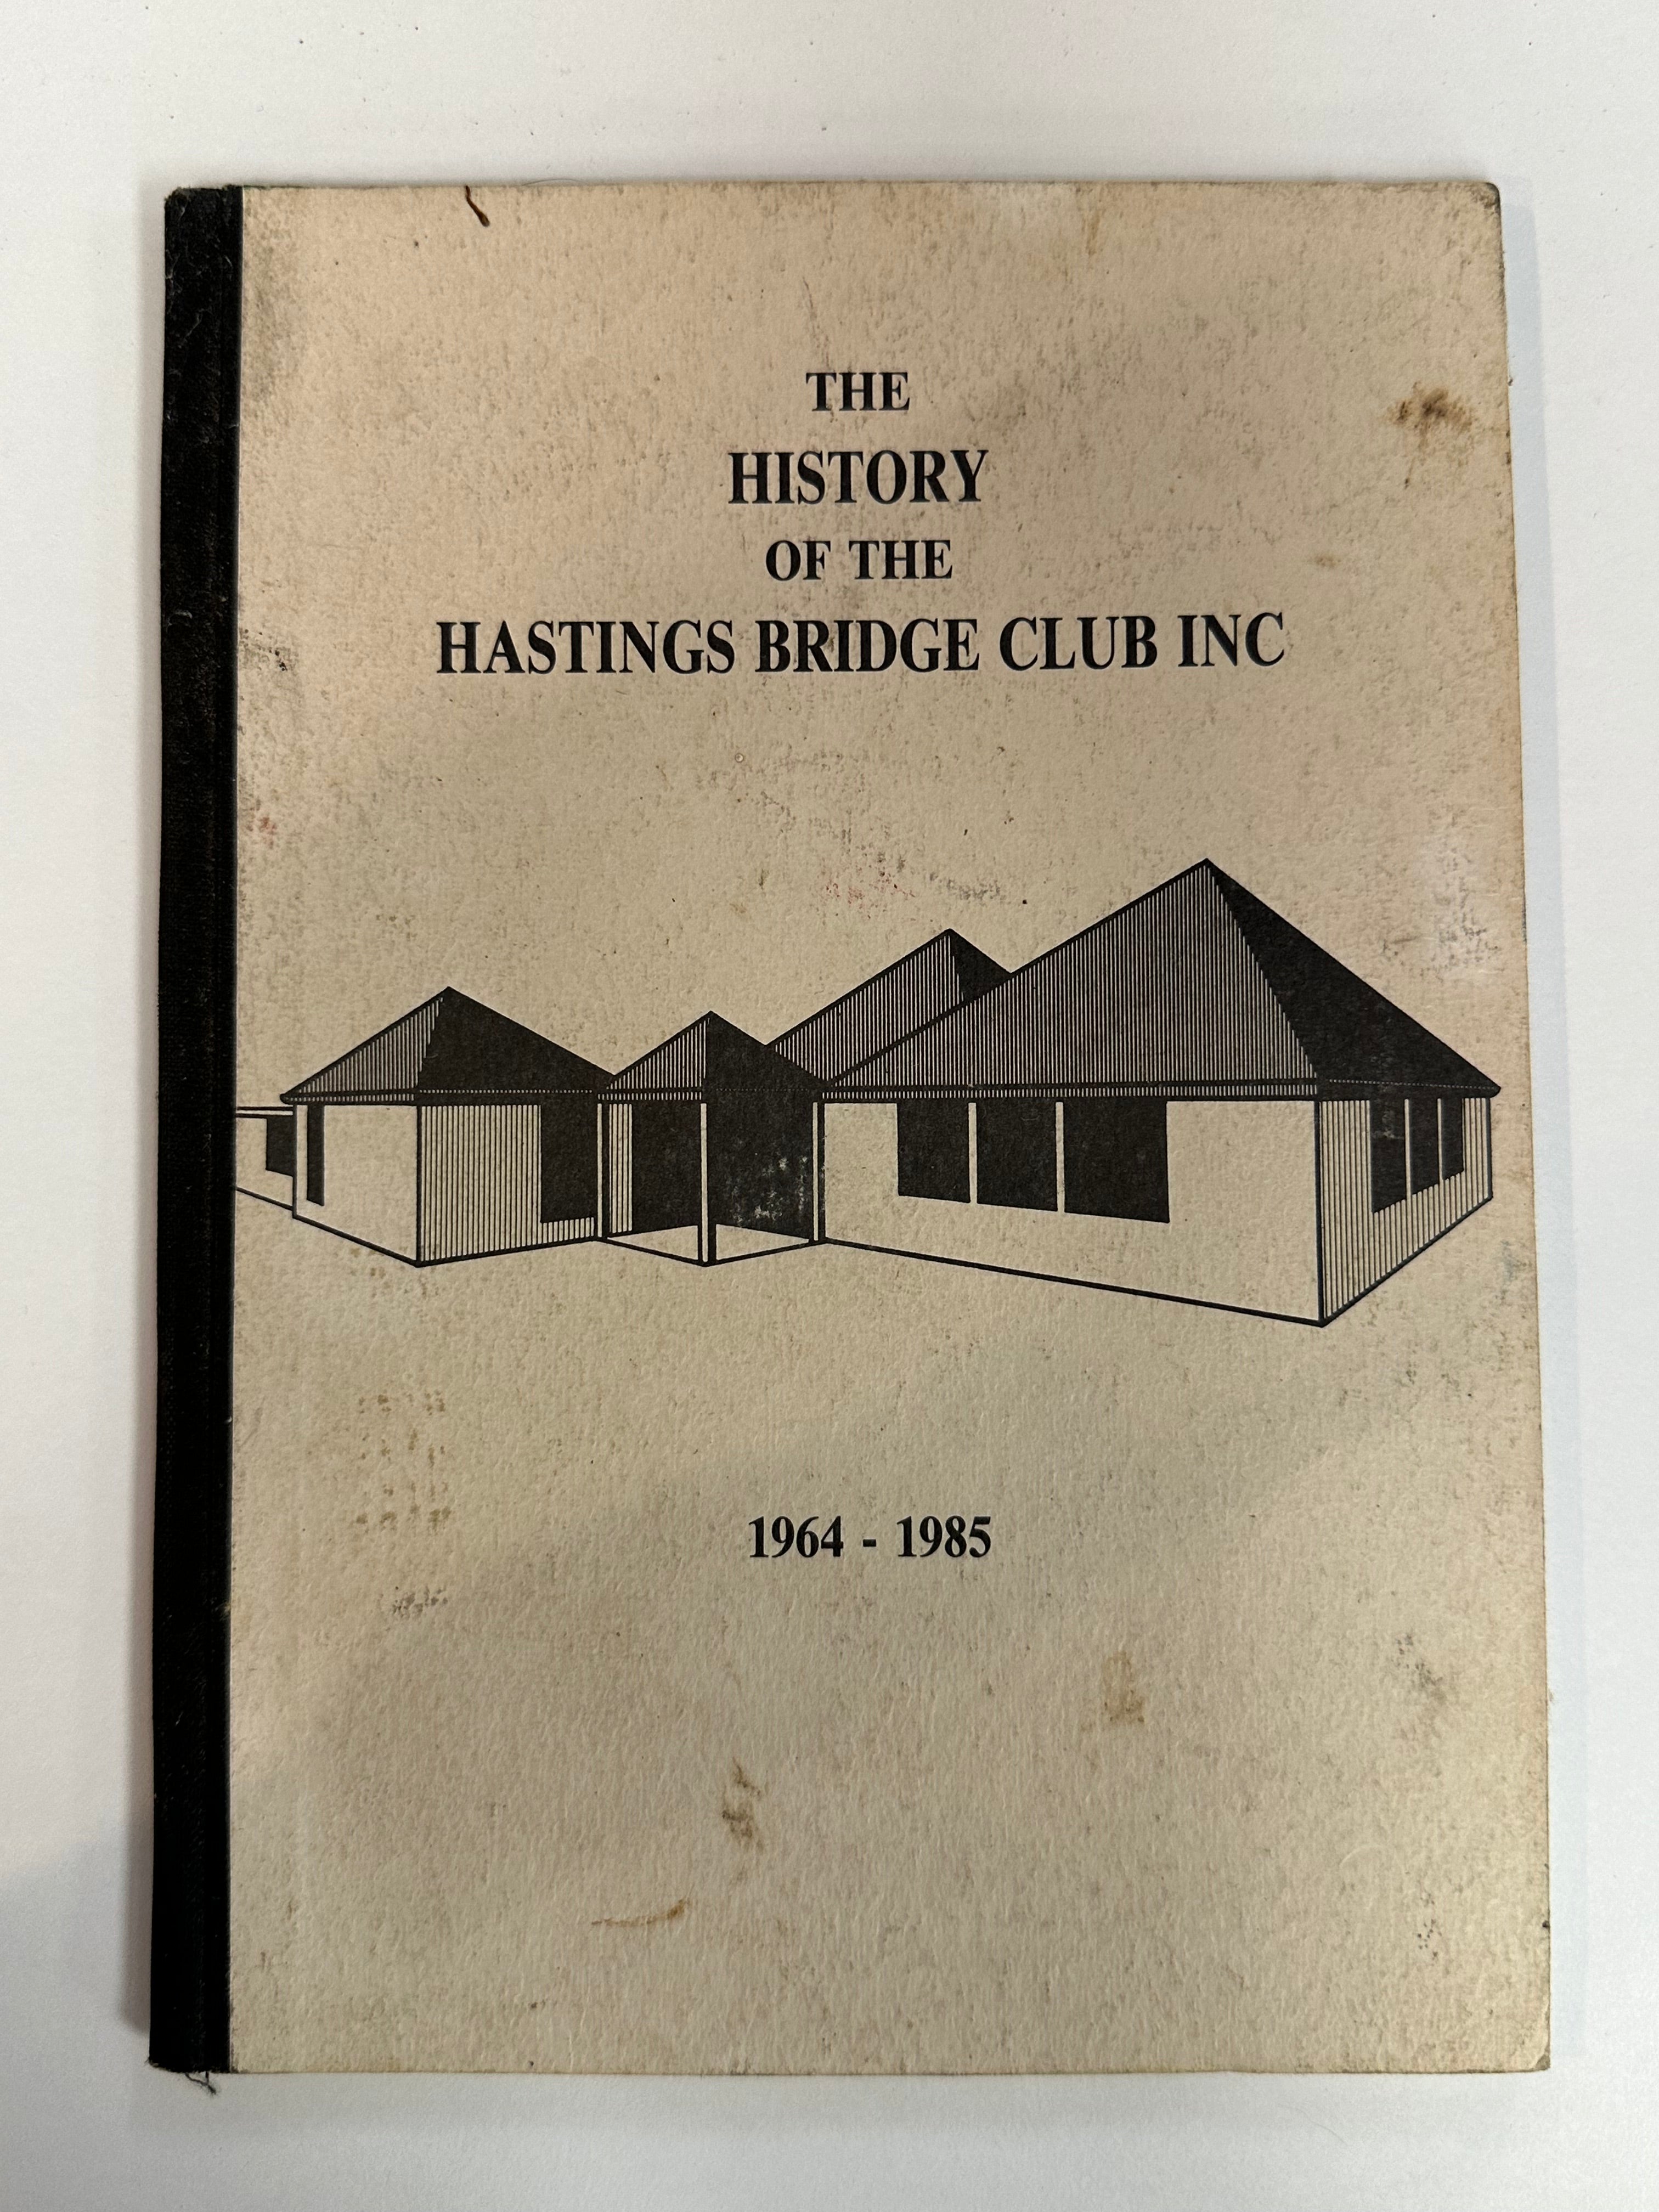 THE
HISTORY
OF THE
HASTINGS BRIDGE CLUB INC
1964 - 1985